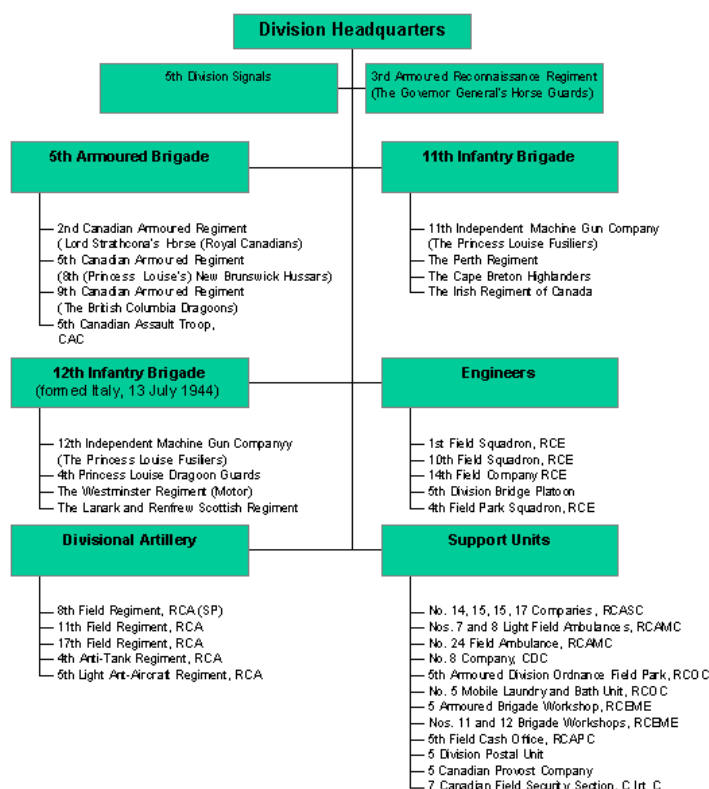 Division Headquarters
5th Division Signals
3rd Armoured Reconnaissance Regiment
(The Governor General's Horse Guards)
5th Armoured Brigade
2nd Canadian Armoured Regiment
(Lord Strathcona's Horse (Royal Canadians)
5th Canadian Armoured Regiment
(8th (Princess Louise's) New Brunswick Hussars)
9th Canadian Armoured Regiment
(The British Columbia Dragoons)
5th Canadian Assault Troop,
CAC
11th Infantry Brigade
11th Independent Machine Gun Company
(The Princess Louise Fusiliers)
The Perth Regiment
The Cape Breton Highlanders
The Irish Regiment of Canada
12th Infantry Brigade
(formed Italy, 13 July 1944)
12th Independent Machine Gun Companyy
(The Princess Louise Fusiliers)
4th Princess Louise Dragoon Guards
The Westminster Regiment (Motor)
The Lanark and Renfrew Scottish Regiment
Engineers
1st Field Squadron, RCE
10th Field Squadron, RCE
14th Field Company RCE
5th Division Bridge Platoon
4th Field Park Squadron, RCE
Divisional Artillery
8th Field Regiment, RCA (SP)
11th Field Regiment, RCA
17th Field Regiment, RCA
4th Anti-Tank Regiment, RCA
5th Light Ant-Aircraft Regiment, RCA
Support Units
No. 14, 15, 15, 17 Companies, RCASC
Nos. 7 and 8 Light Field Ambulances, RCAMC
No. 24 Field Ambulance, RCAMC
No. 8 Company, CDC
5th Armoured Division Ordnance Field Park, RCOC
No. 5 Mobile Laundry and Bath Unit, RCOC
5 Armoured Brigade Workshop, RCEME
Nos. 11 and 12 Brigade Workshops, RCEME
5th Field Cash Office, RCAPC
5 Division Postal Unit
5 Canadian Provost Company
7 Canadian Field Security Section, C Int. C